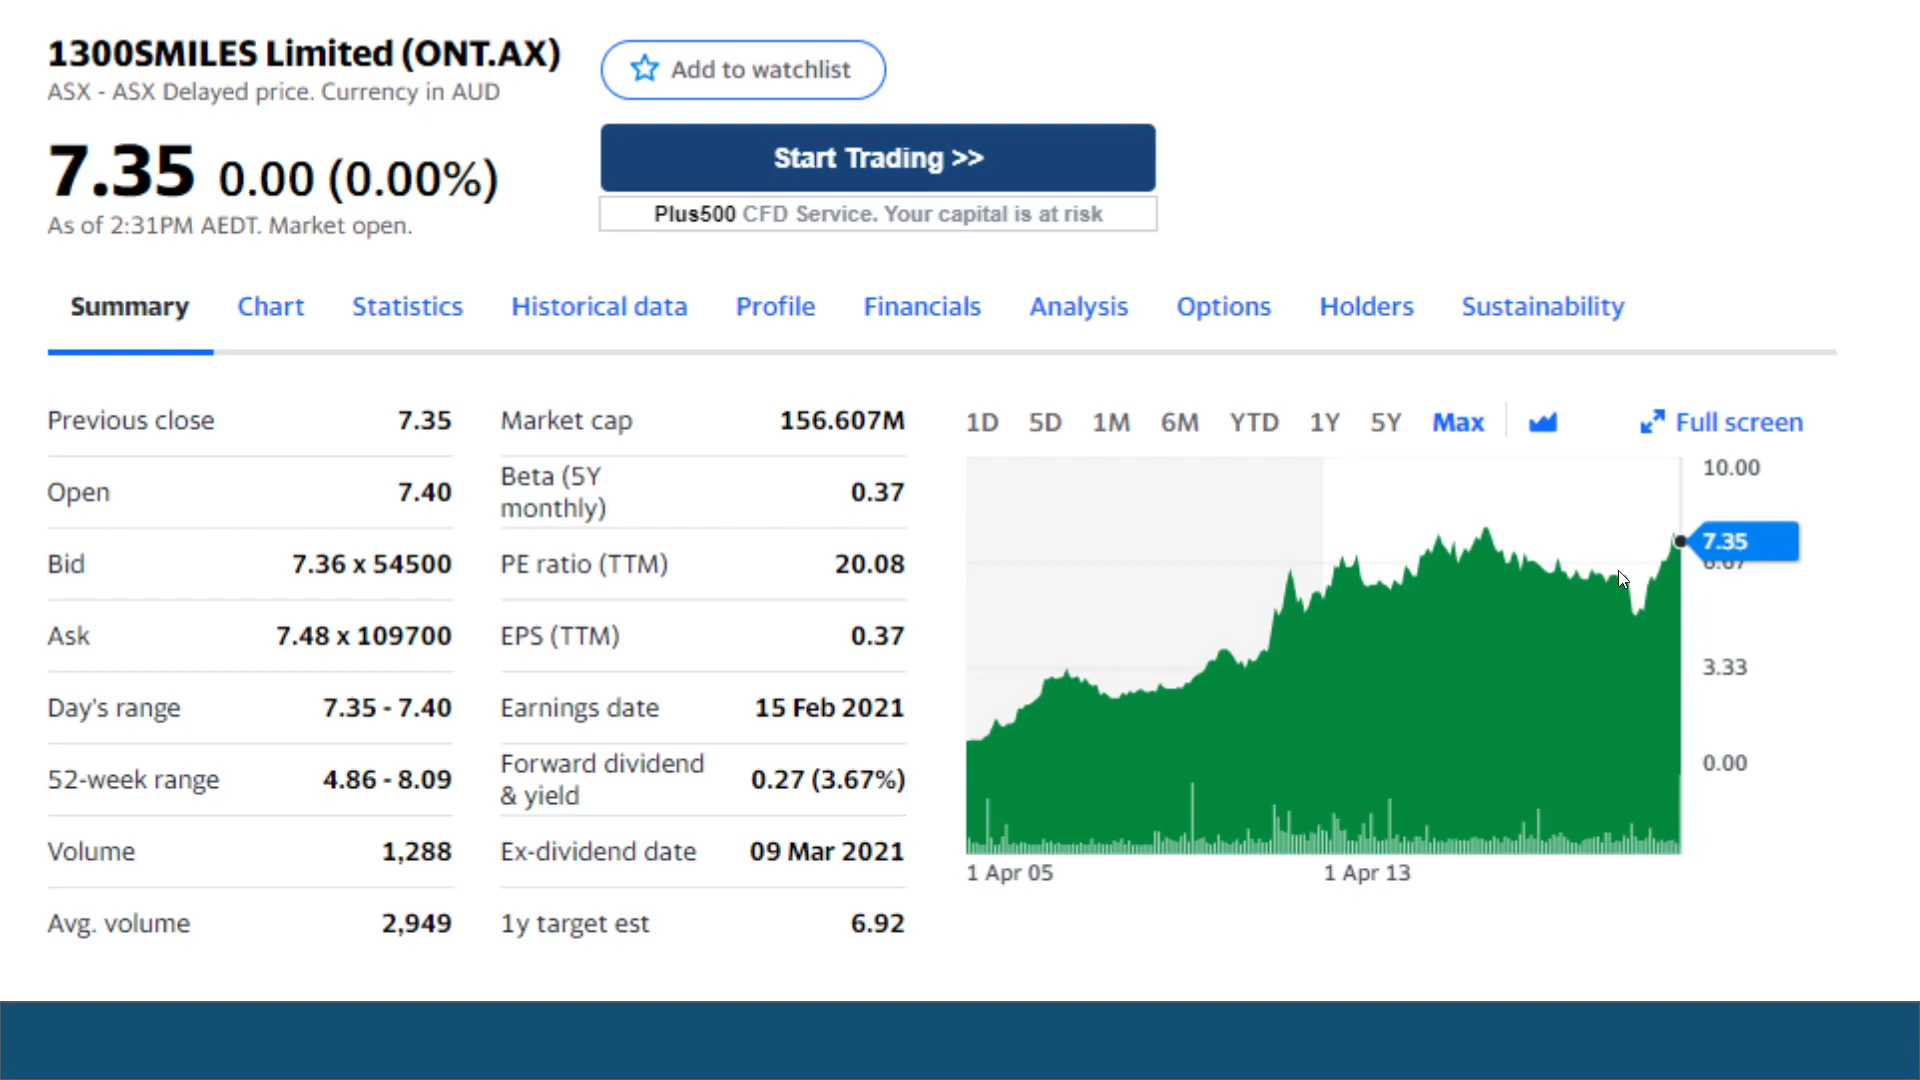 1300SMILES Limited (ONT.AX)
ASX - ASX Delayed price. Currency in AUD
Add to watchlist
7.35 0.00 (0.00%)
As of 2:31PM AEDT. Market open.
Start Trading >>
Plus500 CFD Service. Your capital is at risk
Summary Chart Statistics Historical data Profile Financials Analysis Options Holders Sustainability
Previous close 7.35
Open 7.40
Bid 7.36 x 54500
Ask 7.48 x 109700
Day's range 7.35 - 7.40
52-week range 4.86 - 8.09
Volume 1,288
Avg. volume 2,949
Market cap 156.607M
Beta (5Y
monthly) 0.37
PE ratio (TTM) 20.08
EPS (TTM) 0.37
Earnings date 15 Feb 2021
Forward dividend
& yield 0.27 (3.67%)
Ex-dividend date 09 Mar 2021
1y target est 6.92
1D 5D 1M 6M YTD 1Y 5Y Max Full screen
10.00
7.35
6.67
3.33
0.00
1 Apr 05 1 Apr 13